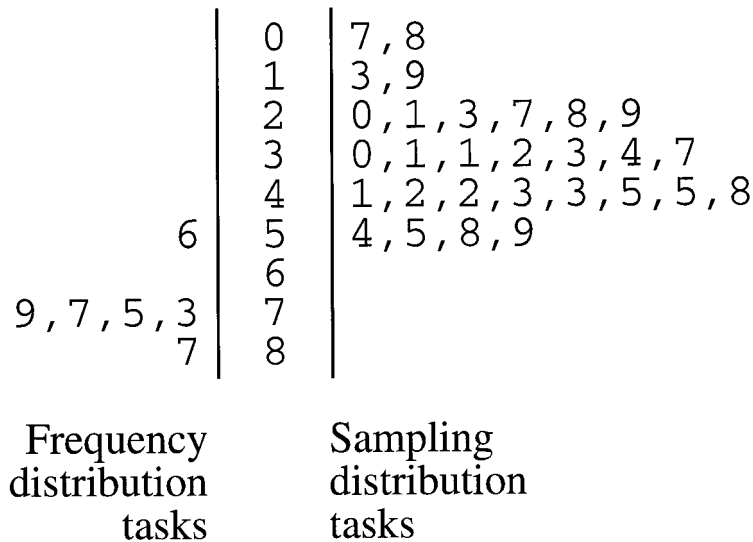 0 7,8
1 3,9
2 0,1,3,7,8,9
3 0,1,1,2,3,4,7
4 1,2,2,3,3,5,5,8
6 5 4,5,8,9
6
9,7,5,3 7
7 8
Frequency
distribution
tasks
Sampling
distribution
tasks